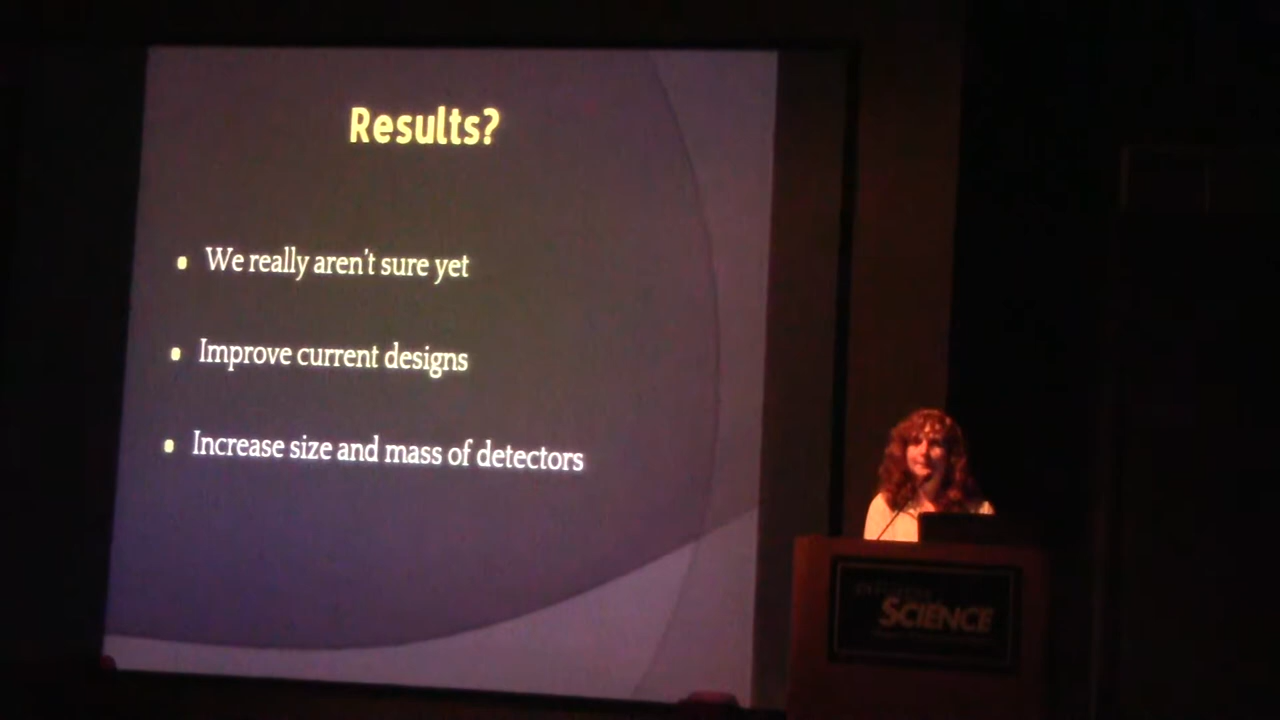 Results?
We really aren't sure yet
Improve current designs
Increase size and mass of detectors
SCIENCE